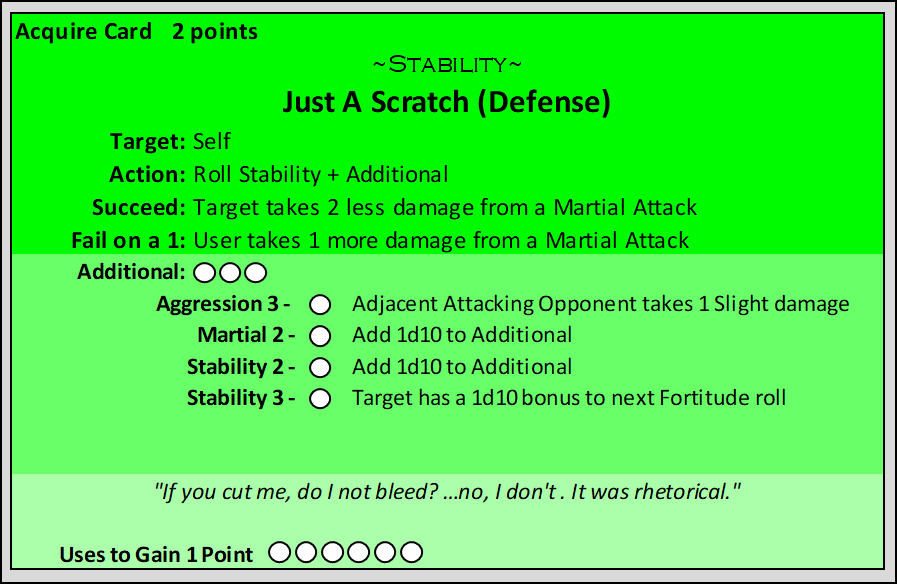 Acquire Card 2 points
~Stability~
Just A Scratch (Defense)
Target: Self
Action: Roll Stability + Additional
Succeed: Target takes 2 less damage from a Martial Attack
Fail on a 1: User takes 1 more damage from a Martial Attack
Additional:
Aggression 3 - Adjacent Attacking Opponent takes 1 Slight damage
Martial 2 - Add 1d10 to Additional
Stability 2 - Add 1d10 to Additional
Stability 3 - Target has a 1d10 bonus to next Fortitude roll
"If you cut me, do I not bleed? ...no, I don't . It was rhetorical."
Uses to Gain 1 Point